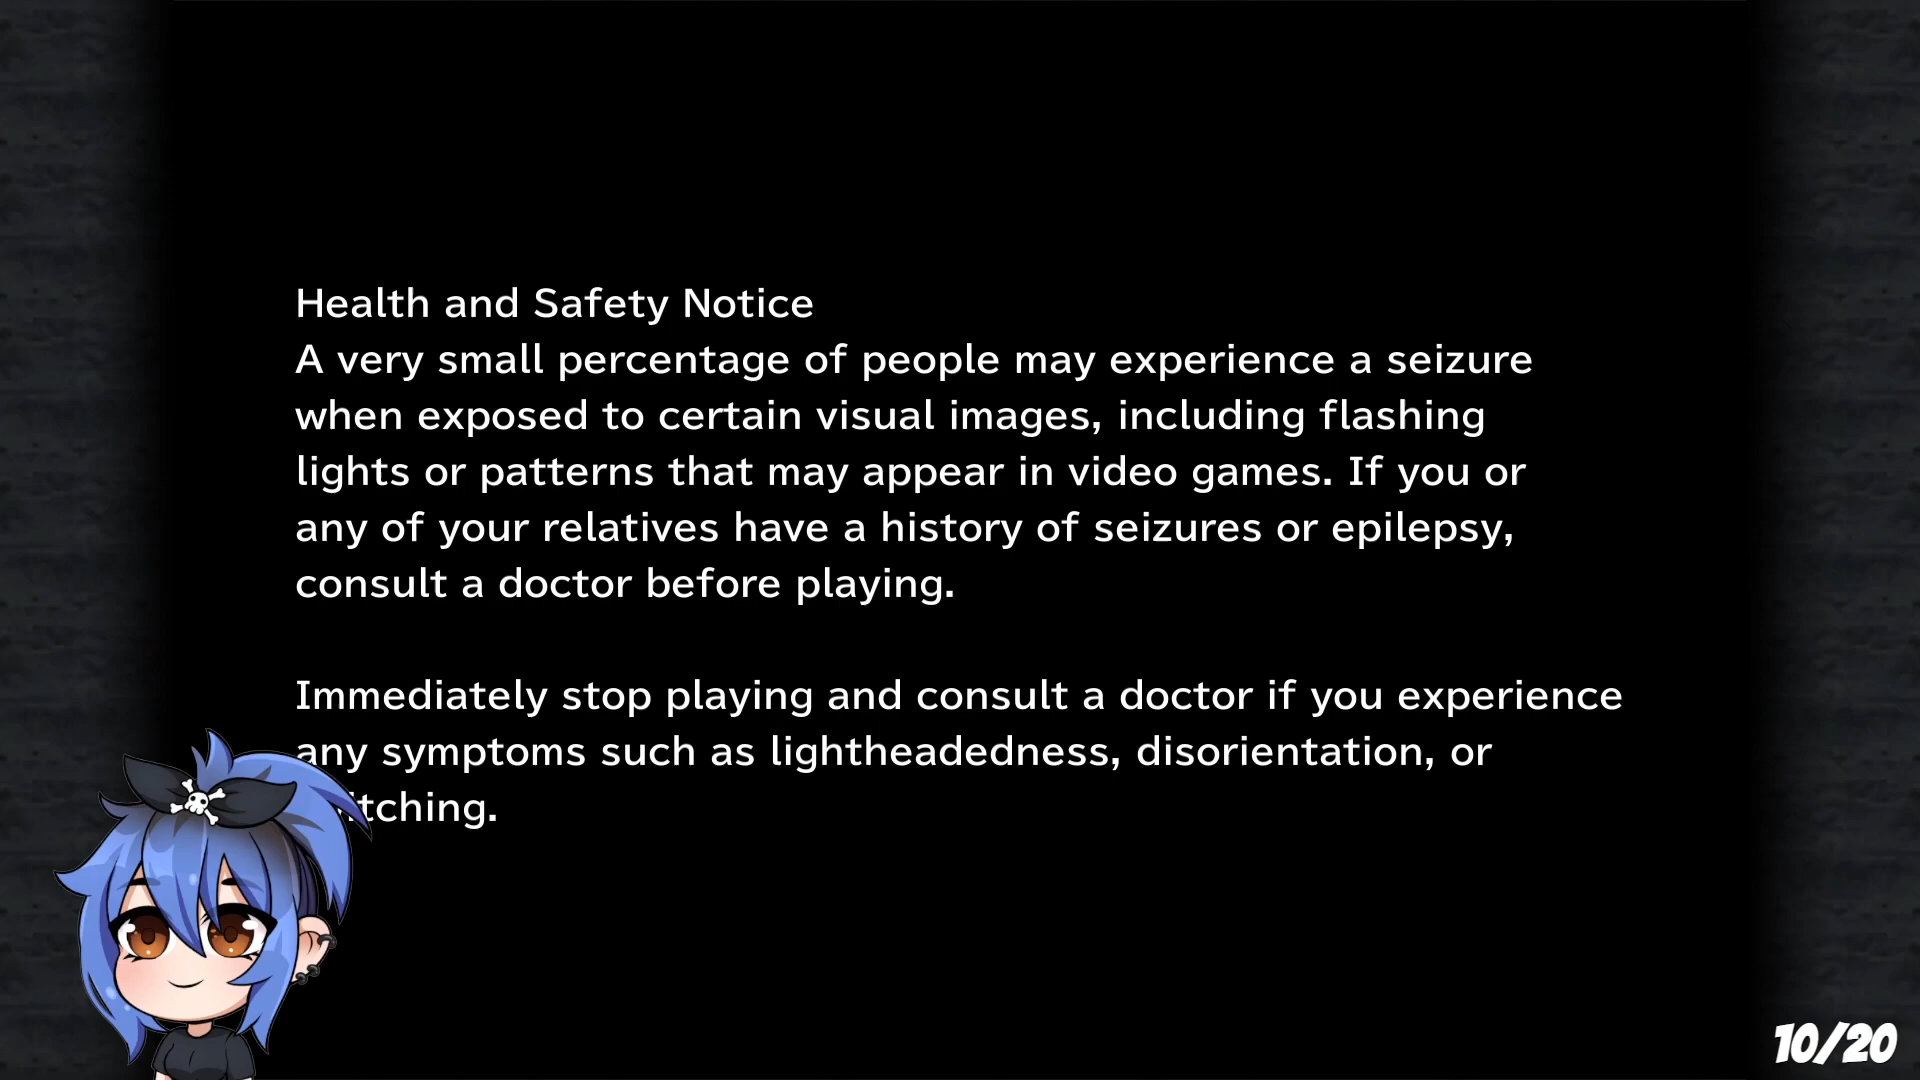 Health and Safety Notice
A very small percentage of people may experience a seizure
when exposed to certain visual images, including flashing
lights or patterns that may appear in video games. If you or
any of your relatives have a history of seizures or epilepsy,
consult a doctor before playing.
Immediately stop playing and consult a doctor if you experience
any symptoms such as lightheadedness, disorientation, or
10/20